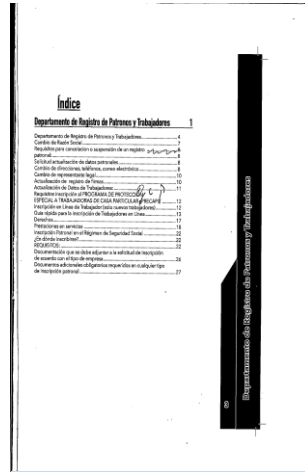 Índice
Departamento de Registro de Patronos y Trabajadores 1
Departamento de Registro de Patronos y Trabajadores 4
Cambio de Razón Social 7
Requisitos para cancelación o suspensión de un registro
patronal 8
Solicitud actualización de datos patronales 8
Cambio de direcciones, teléfonos, correo electrónico 9
Cambio de representante legal 10
Actualización de registro de firmas 10
Actualización de Datos de Trabajadores 11
Requisitos inscripción al PROGRAMA DE PROTECCION
ESPECIAL A TRABAJADORAS DE CASA PARTICULAR (PRECAPI) 12
Inscripción en Línea de Trabajador (solo nuevos trabajadores) 12
Guía rápida para la inscripción de Trabajadores en Línea 13
Derechos 17
Prestaciones en servicios 18
Inscripción Patronal en el Régimen de Seguridad Social 22
¿En dónde inscribirse? 22
REQUISITOS: 22
Documentación que se debe adjuntar a la solicitud de inscripción
de acuerdo con el tipo de empresa 26
Documentos adicionales obligatorios requeridos en cualquier tipo
de inscripción patronal 27
Departamento de Registro de Patronos y Trabajadores
3